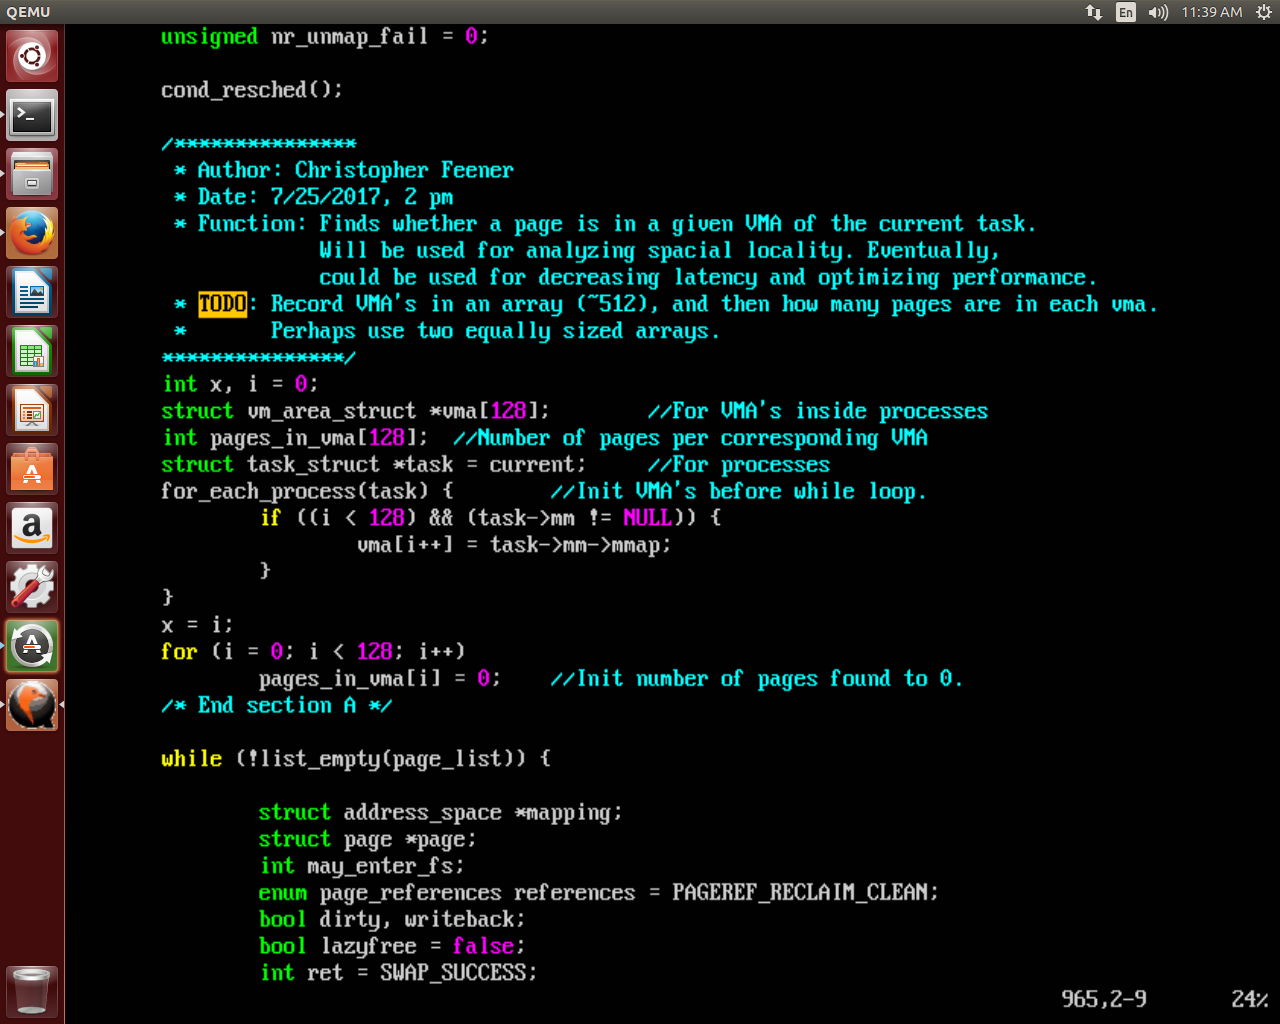 QEMU
En
11:39 AM
unsigned nr_unmap_fail = 0;
cond_resched();
/***************
* Author: Christopher Feener
* Date: 7/25/2017, 2 pm
* Function: Finds whether a page is in a given VMA of the current task.
Will be used for analyzing spacial locality. Eventually,
could be used for decreasing latency and optimizing performance.
* TODO: Record VMA's in an array (~512), and then how many pages are in each vma.
* Perhaps use two equally sized arrays.
***************/
int x, i = 0;
struct vm_area_struct *vma[128]; //For VMA's inside processes
int pages_in_vma[128]; //Number of pages per corresponding VMA
struct task_struct *task = current; //For processes
for_each_process(task) { //Init VMA's before while loop.
if ((i < 128) && (task->mm != NULL)) {
vma[i++] = task->mm->mmap;
}
}
x = i;
for (i = 0; i < 128; i++)
pages_in_vma[i] = 0; //Init number of pages found to 0.
/* End section A */
while (!list_empty(page_list)) {
struct address_space *mapping;
struct page *page;
int may_enter_fs;
enum page_references references = PAGEREF_RECLAIM_CLEAN;
bool dirty, writeback;
bool lazyfree = false;
int ret = SWAP_SUCCESS;
965,2-9 24%